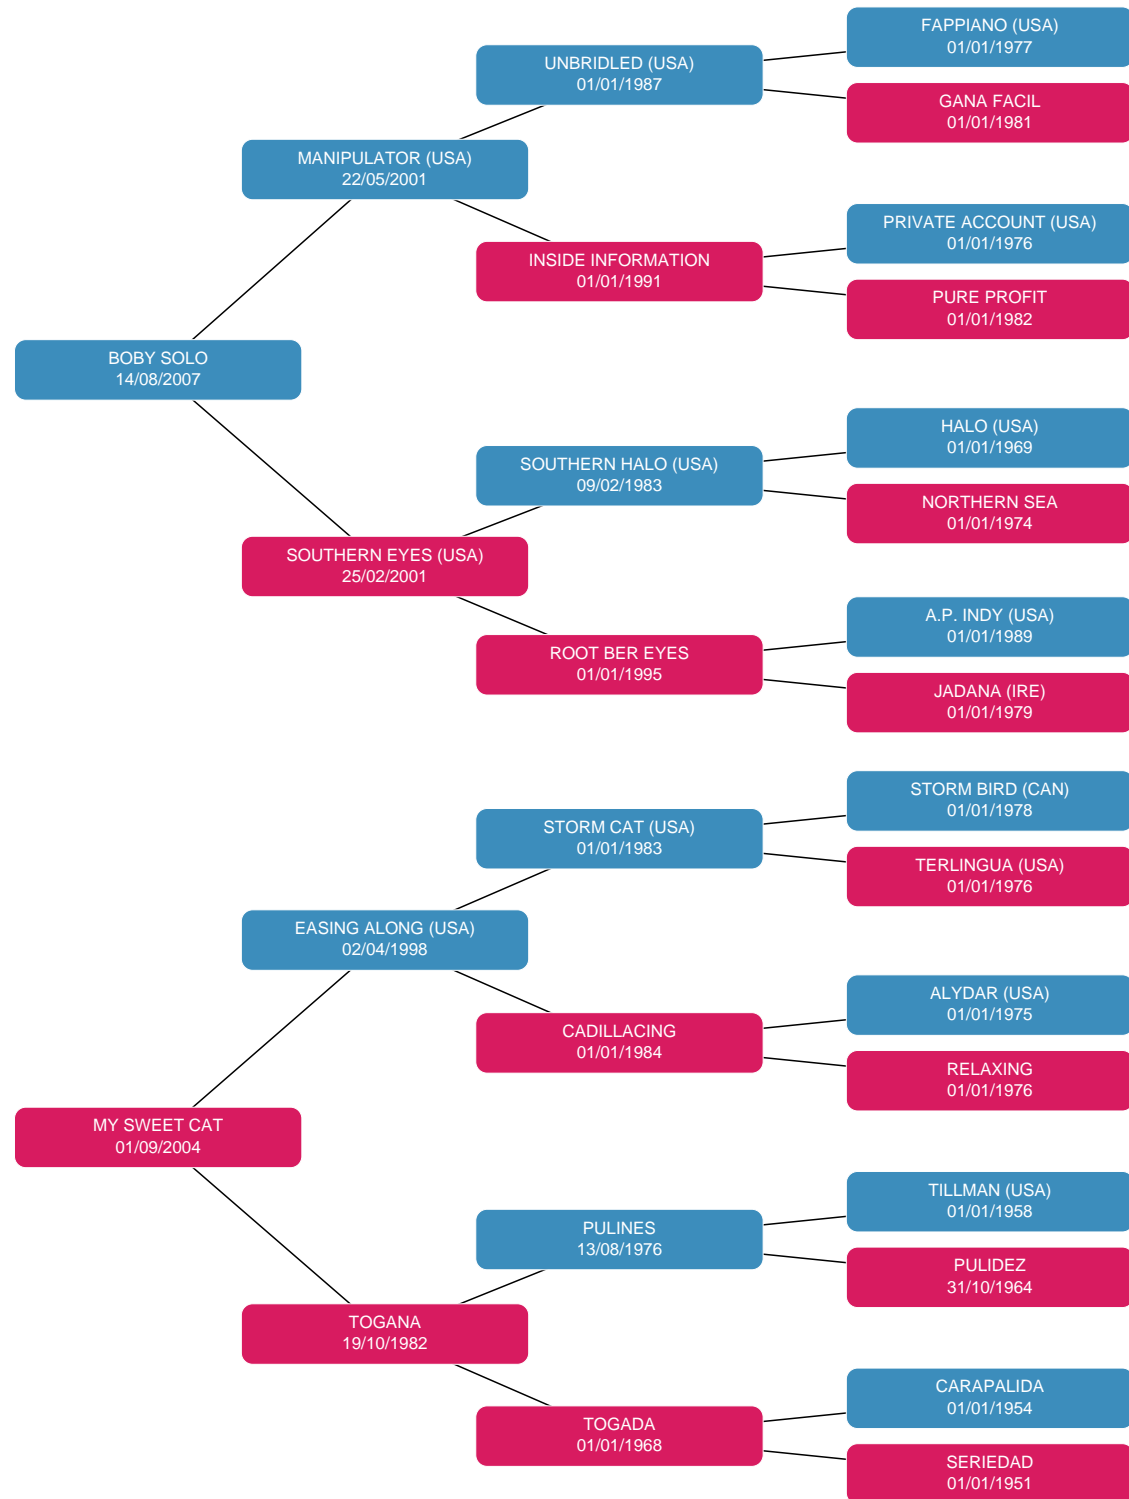 FAPPIANO (USA)
01/01/1977
UNBRIDLED (USA)
01/01/1987
GANA FACIL
01/01/1981
MANIPULATOR (USA)
22/05/2001
PRIVATE ACCOUNT (USA)
01/01/1976
INSIDE INFORMATION
01/01/1991
PURE PROFIT
01/01/1982
BOBY SOLO
14/08/2007
HALO (USA)
01/01/1969
SOUTHERN HALO (USA)
09/02/1983
NORTHERN SEA
01/01/1974
SOUTHERN EYES (USA)
25/02/2001
A.P. INDY (USA)
01/01/1989
ROOT BER EYES
01/01/1995
JADANA (IRE)
01/01/1979
STORM BIRD (CAN)
01/01/1978
STORM CAT (USA)
01/01/1983
TERLINGUA (USA)
01/01/1976
EASING ALONG (USA)
02/04/1998
ALYDAR (USA)
01/01/1975
CADILLACING
01/01/1984
RELAXING
01/01/1976
MY SWEET CAT
01/09/2004
TILLMAN (USA)
01/01/1958
PULINES
13/08/1976
PULIDEZ
31/10/1964
TOGANA
19/10/1982
CARAPALIDA
01/01/1954
TOGADA
01/01/1968
SERIEDAD
01/01/1951